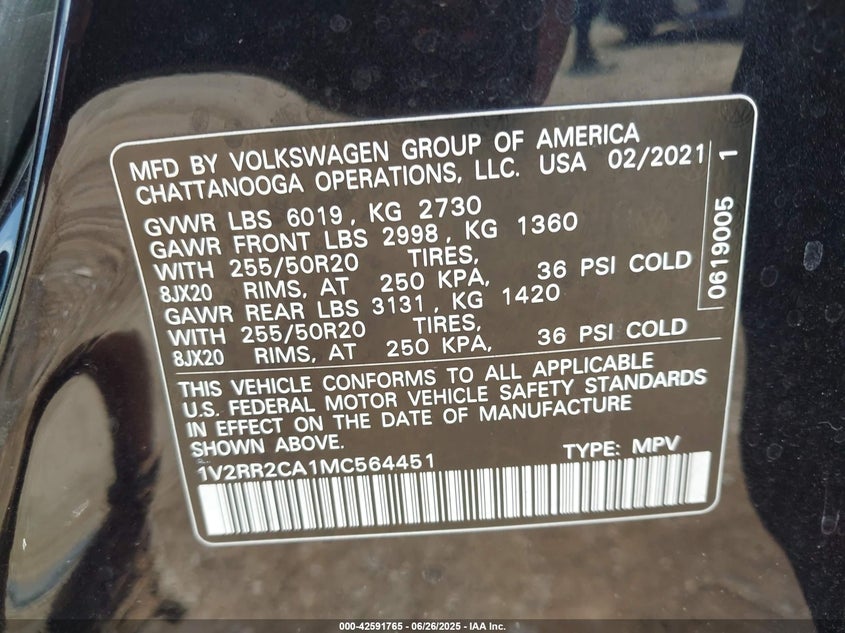 MFD BY VOLKSWAGEN GROUP OF AMERICA
CHATTANOOGA OPERATIONS, LLC. USA 02/2021
GVWR LBS 6019, KG 2730
GAWR FRONT LBS 2998, KG 1360
WITH 255/50R20 TIRES,
8JX20 RIMS, AT 250 KPA, 36 PSI COLD
GAWR REAR LBS 3131, KG 1420
WITH 255/50R20 TIRES,
8JX20 RIMS, AT 250 KPA, 36 PSI COLD
THIS VEHICLE CONFORMS TO ALL APPLICABLE
U.S. FEDERAL MOTOR VEHICLE SAFETY STANDARDS
IN EFFECT ON THE DATE OF MANUFACTURE
SHOWN ABOVE.
1V2RR2CA1MC564451 TYPE: MPV
0619005 1
000-42591765 / 06/26/2025 - IAA Inc.